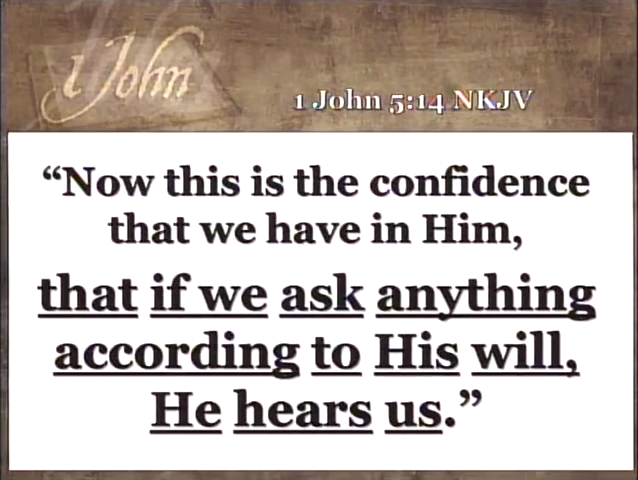 1 John
1 John 5:14 NKJV
“Now this is the confidence
that we have in Him,
that if we ask anything
according to His will,
He hears us.”